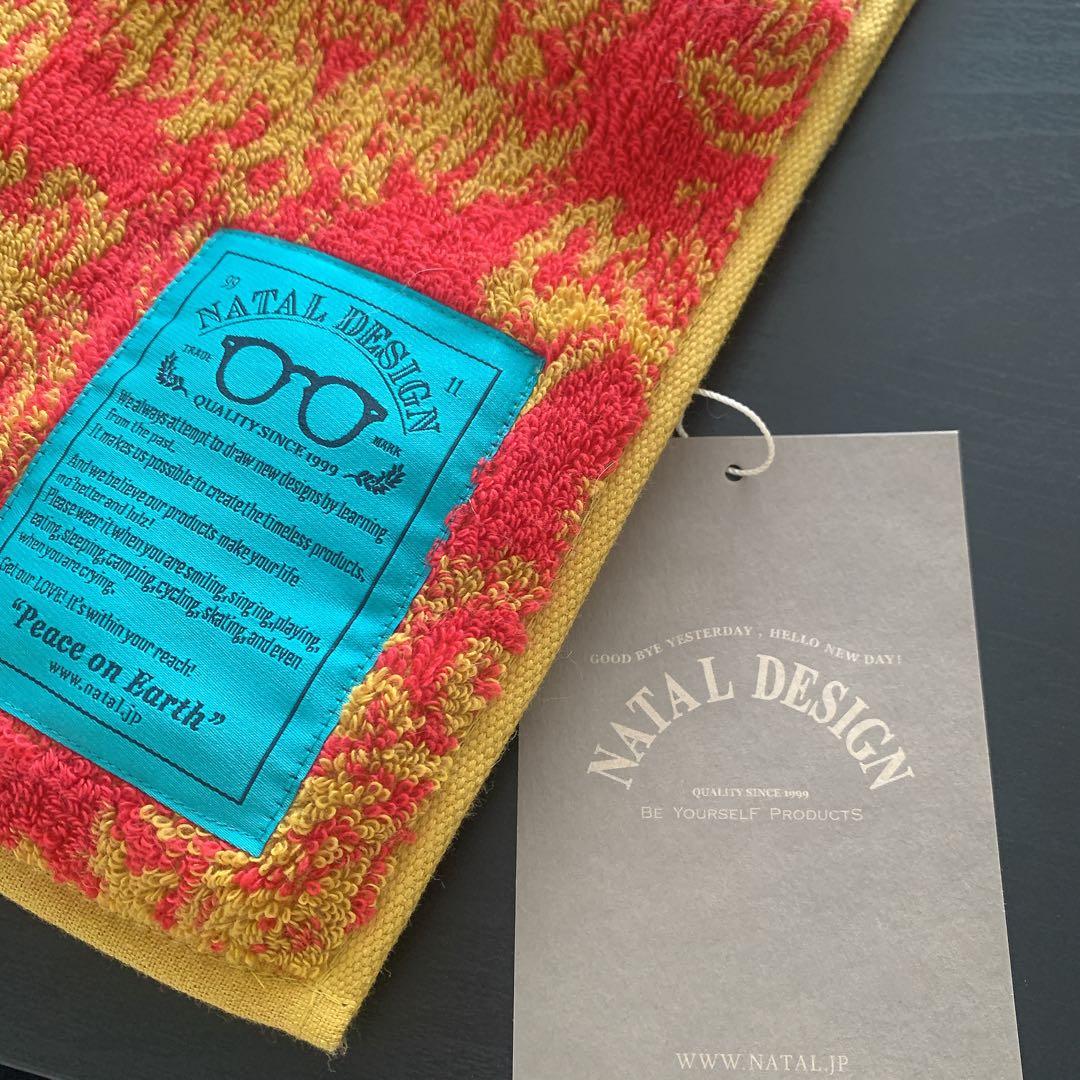 99
NATAL DESIGN
11
TRADE
MARK
QUALITY SINCE 1999
We always attempt to draw new designs by learning
from the past.
It makes us possible to create the timeless products.
And we believe our products make your life
mo'better and lutz!
Please wear it when you are smiling, singing, playing,
eating, sleeping, camping, cycling, skating, and even
when you are crying.
Get our LOVE! It's within your reach!
"Peace on Earth"
www.natal.jp
GOOD BYE YESTERDAY , HELLO NEW DAY!
NATAL DESIGN
QUALITY SINCE 1999
BE YOURSELF PRODUCTS
WWW.NATAL.JP